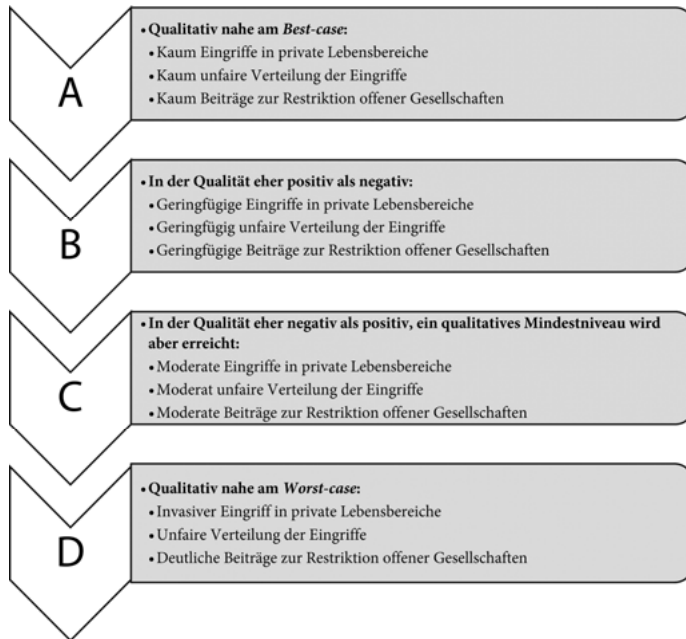 A
• Qualitativ nahe am Best-case:
• Kaum Eingriffe in private Lebensbereiche
• Kaum unfaire Verteilung der Eingriffe
• Kaum Beiträge zur Restriktion offener Gesellschaften
B
• In der Qualität eher positiv als negativ:
• Geringfügige Eingriffe in private Lebensbereiche
• Geringfügig unfaire Verteilung der Eingriffe
• Geringfügige Beiträge zur Restriktion offener Gesellschaften
C
• In der Qualität eher negativ als positiv, ein qualitatives Mindestniveau wird
aber erreicht:
• Moderate Eingriffe in private Lebensbereiche
• Moderat unfaire Verteilung der Eingriffe
• Moderate Beiträge zur Restriktion offener Gesellschaften
D
• Qualitativ nahe am Worst-case:
• Invasiver Eingriff in private Lebensbereiche
• Unfaire Verteilung der Eingriffe
• Deutliche Beiträge zur Restriktion offener Gesellschaften